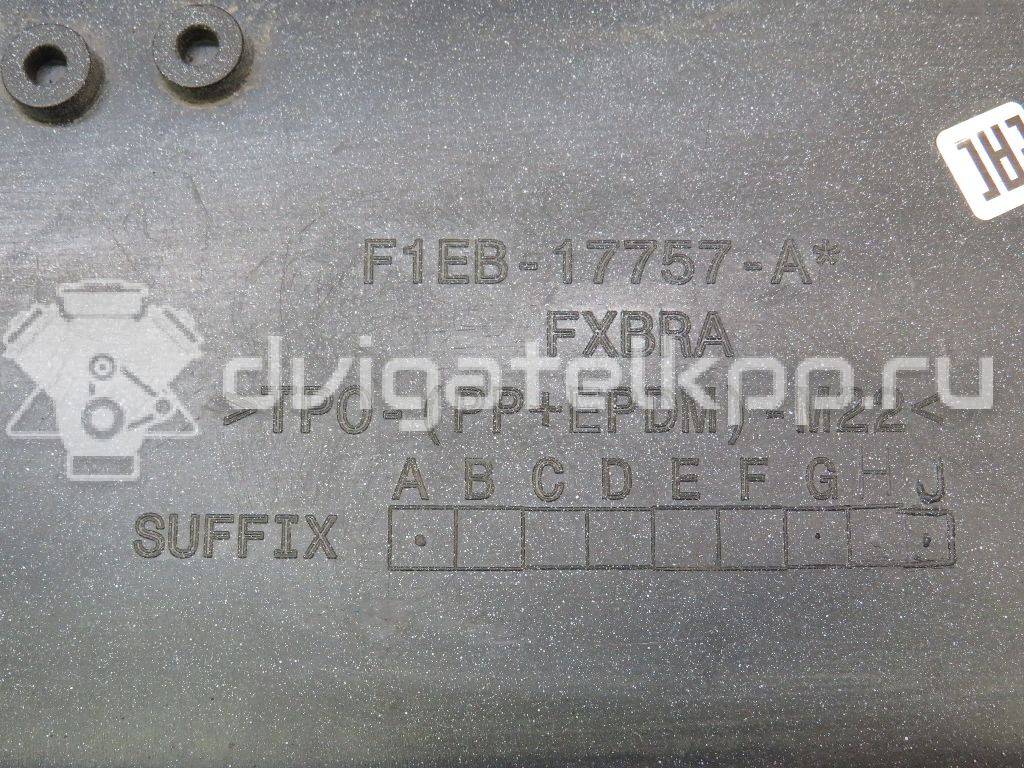 F1EB-17757-A*
FXBRA
dvigatelkpp.ru
>TPO-(PP+EPDM)-M22<
A B C D E F G H J
SUFFIX